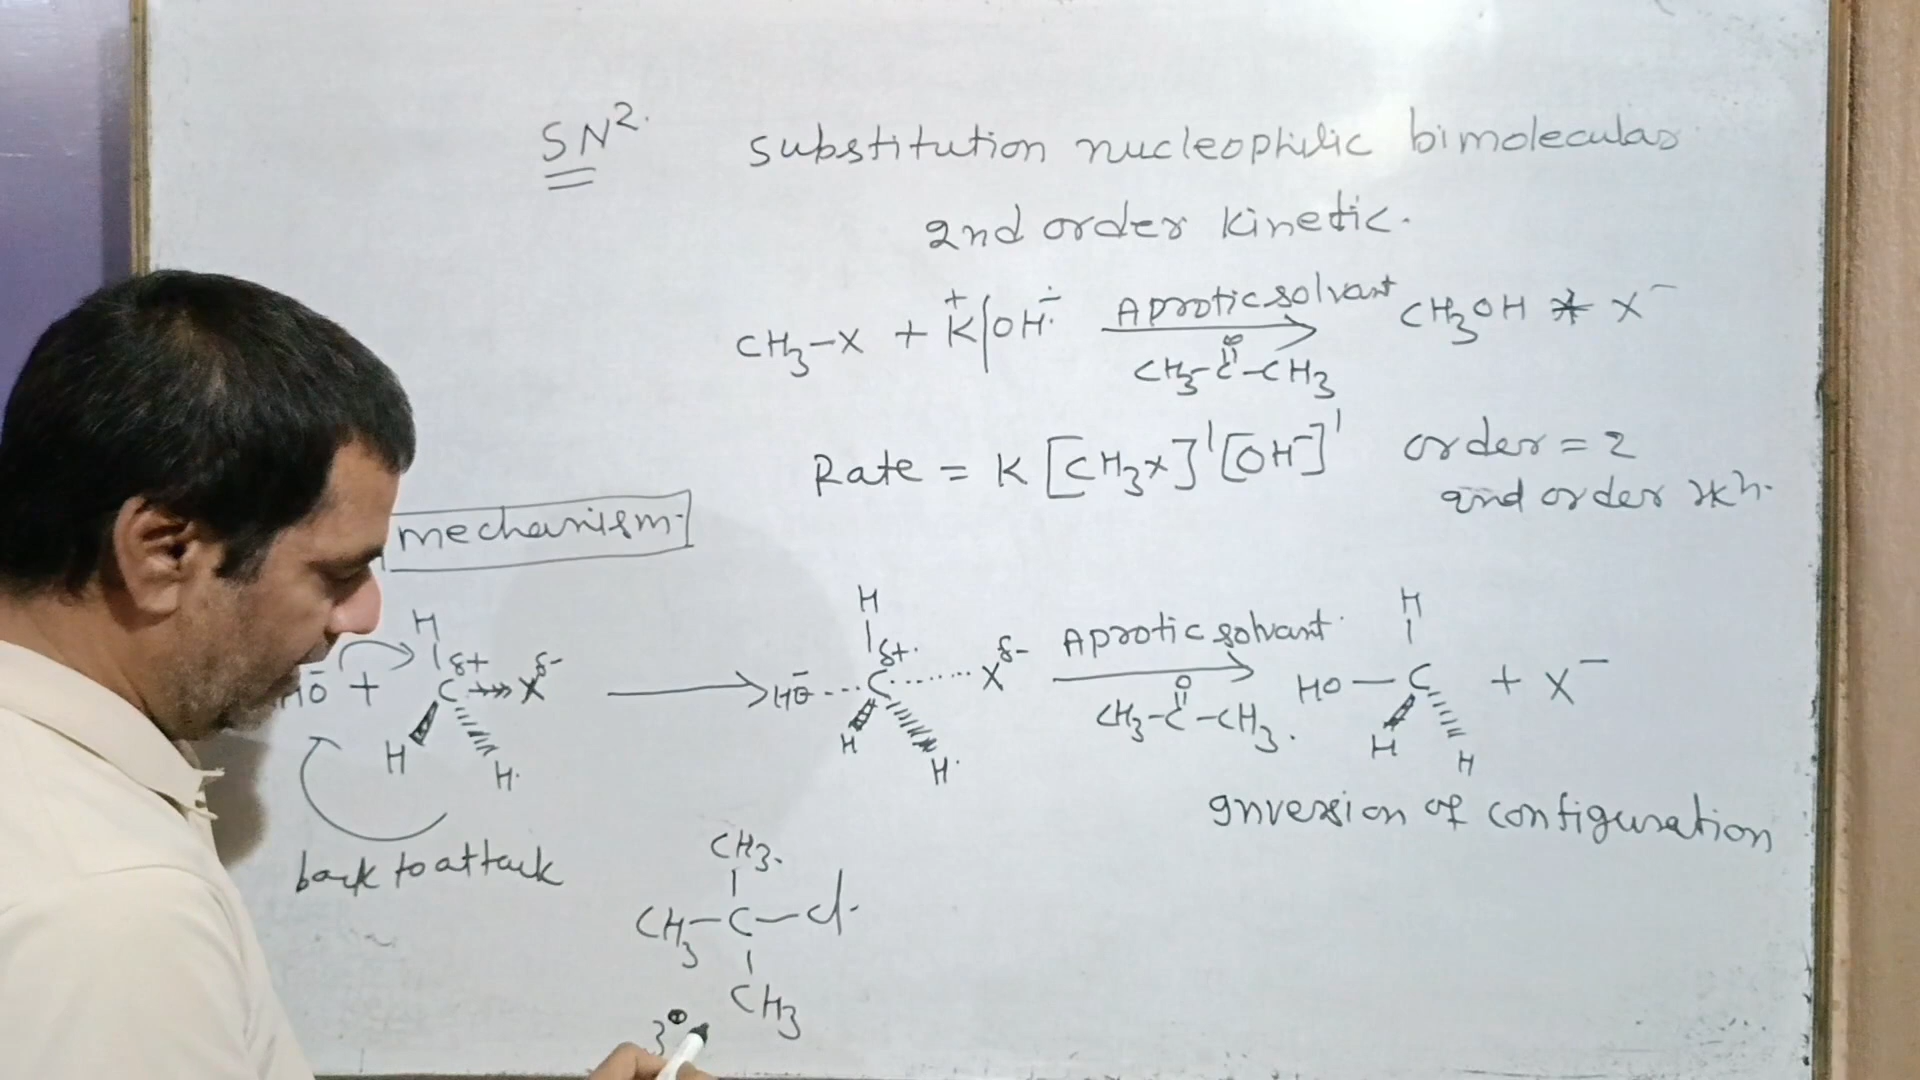 SN². substitution nucleophilic bimolecular
2nd order kinetic.
CH₃-X + K⁺|OH⁻: Aprotic solvant CH₃OH + X⁻
O
CH₃-C-CH₃
Rate = K [CH₃X]¹[OH⁻]¹ order = 2
2nd order rxn.
mechanism.
H H H
HO⁻ + C δ+ X δ- HO⁻ C δ+ X δ- Aprotic solvant. HO-C + X⁻
O
CH₃-C-CH₃.
H H. H H. H H
Inversion of configuration
back to attack
CH₃.
CH₃-C-Cl.
CH₃
3°